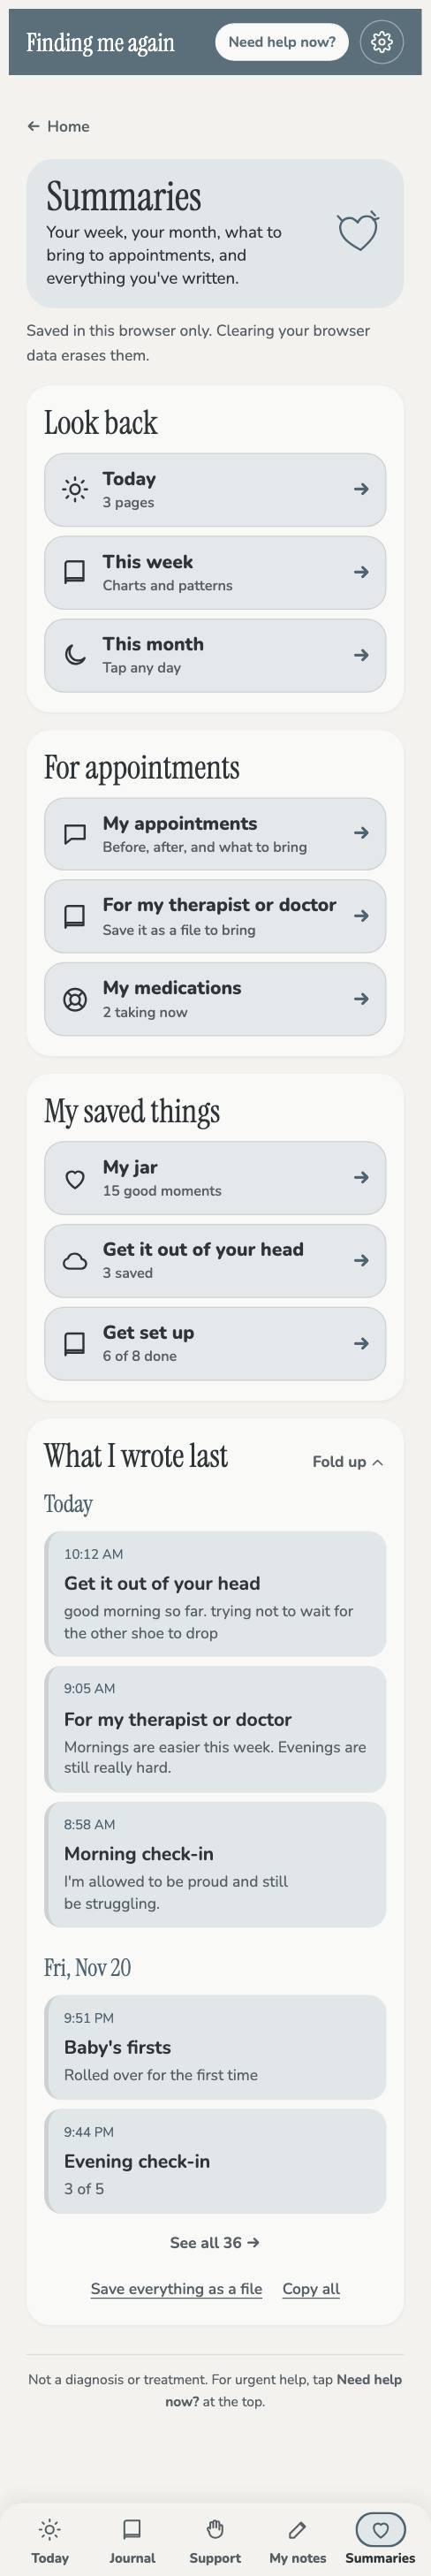 Finding me again
Need help now?
← Home
Summaries
Your week, your month, what to
bring to appointments, and
everything you've written.
Saved in this browser only. Clearing your browser
data erases them.
Look back
Today
3 pages
→
This week
Charts and patterns
→
This month
Tap any day
→
For appointments
My appointments
Before, after, and what to bring
→
For my therapist or doctor
Save it as a file to bring
→
My medications
2 taking now
→
My saved things
My jar
15 good moments
→
Get it out of your head
3 saved
→
Get set up
6 of 8 done
→
What I wrote last
Fold up
Today
10:12 AM
Get it out of your head
good morning so far. trying not to wait for
the other shoe to drop
9:05 AM
For my therapist or doctor
Mornings are easier this week. Evenings are
still really hard.
8:58 AM
Morning check-in
I'm allowed to be proud and still
be struggling.
Fri, Nov 20
9:51 PM
Baby's firsts
Rolled over for the first time
9:44 PM
Evening check-in
3 of 5
See all 36 →
Save everything as a file Copy all
Not a diagnosis or treatment. For urgent help, tap Need help
now? at the top.
Today Journal Support My notes Summaries